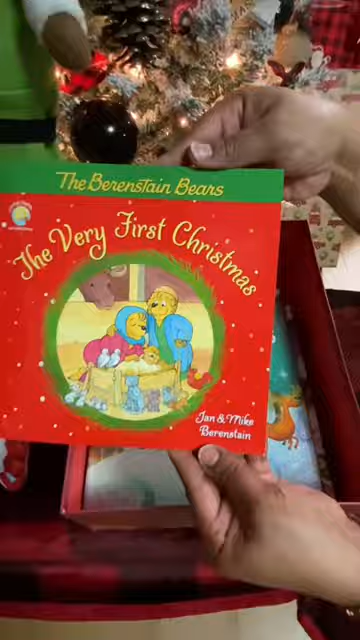 The Berenstain Bears
The Very First Christmas
Jan & Mike
Berenstain